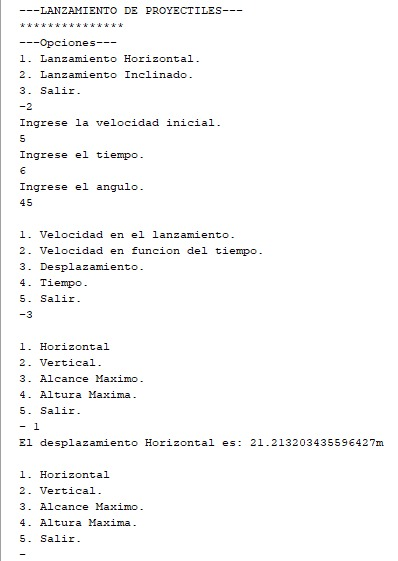 ---LANZAMIENTO DE PROYECTILES---
***************
---Opciones---
1. Lanzamiento Horizontal.
2. Lanzamiento Inclinado.
3. Salir.
-2
Ingrese la velocidad inicial.
5
Ingrese el tiempo.
6
Ingrese el angulo.
45
1. Velocidad en el lanzamiento.
2. Velocidad en funcion del tiempo.
3. Desplazamiento.
4. Tiempo.
5. Salir.
-3
1. Horizontal
2. Vertical.
3. Alcance Maximo.
4. Altura Maxima.
5. Salir.
- 1
El desplazamiento Horizontal es: 21.213203435596427m
1. Horizontal
2. Vertical.
3. Alcance Maximo.
4. Altura Maxima.
5. Salir.
-